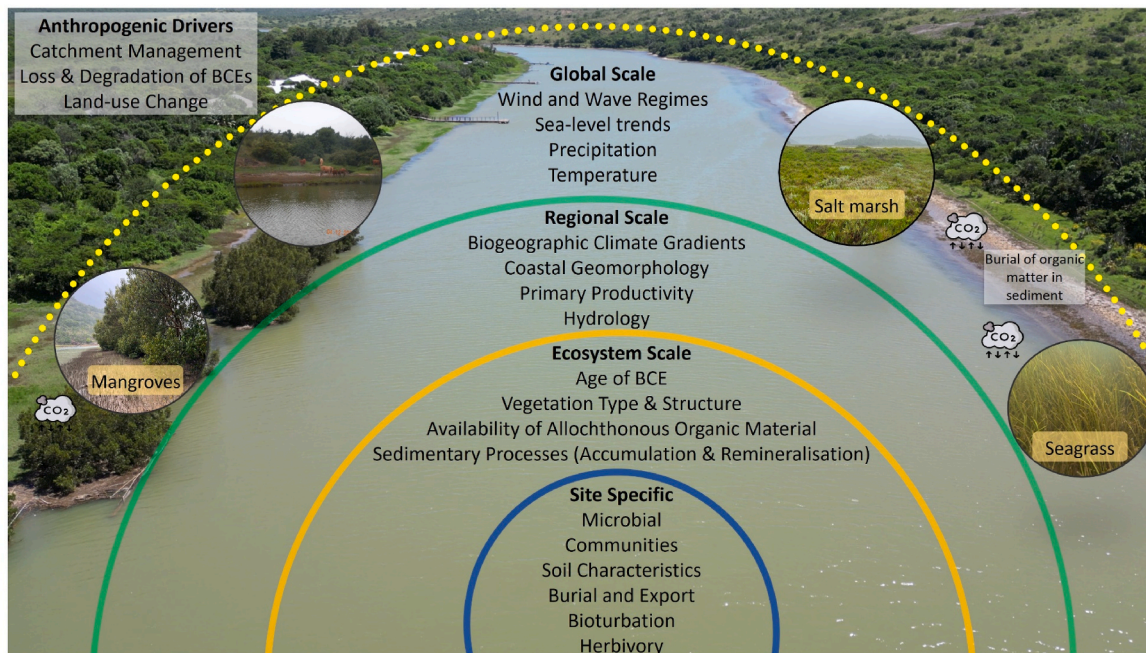 Anthropogenic Drivers
Catchment Management
Loss & Degradation of BCEs
Land-use Change
Global Scale
Wind and Wave Regimes
Sea-level trends
Precipitation
Temperature
Salt marsh
Regional Scale
Biogeographic Climate Gradients
Coastal Geomorphology
Primary Productivity
Hydrology
CO₂
Burial of organic
matter in
sediment
CO₂
Mangroves
CO₂
Ecosystem Scale
Age of BCE
Vegetation Type & Structure
Availability of Allochthonous Organic Material
Sedimentary Processes (Accumulation & Remineralisation)
Seagrass
Site Specific
Microbial
Communities
Soil Characteristics
Burial and Export
Bioturbation
Herbivory